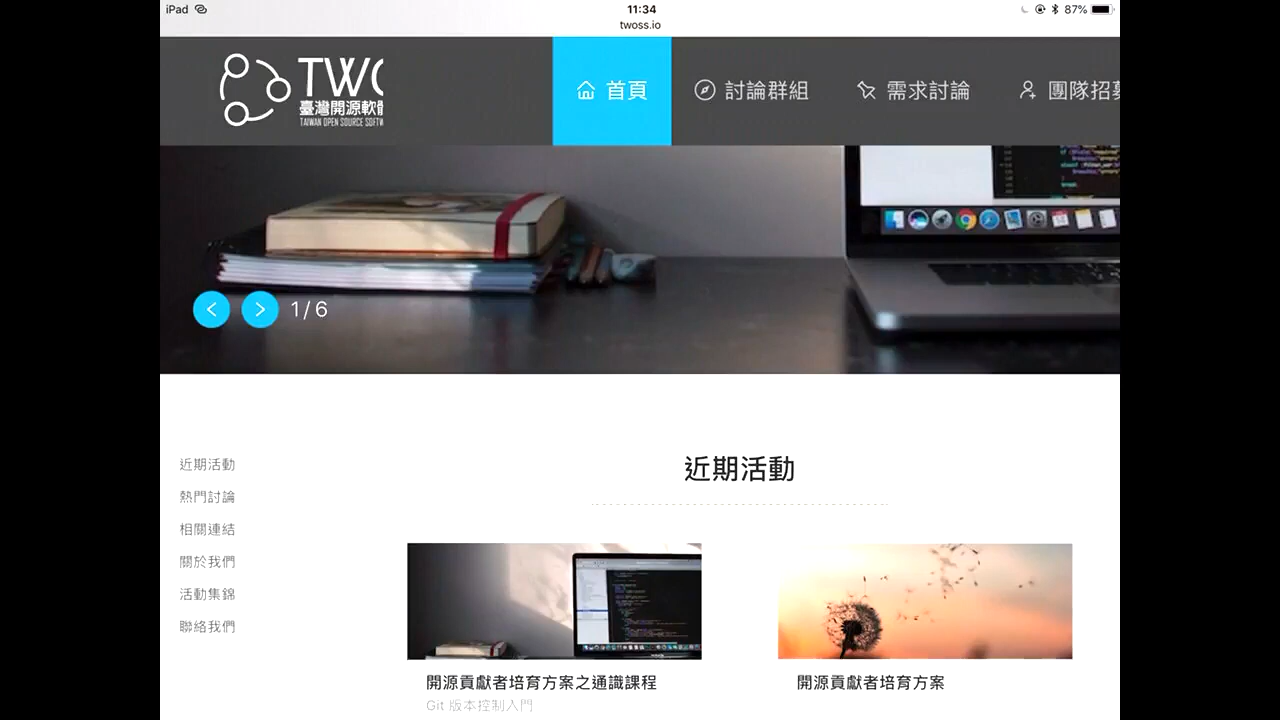 iPad
11:34
87%
twoss.io
TWO
臺灣開源軟
TAIWAN OPEN SOURCE SOFTW
首頁
討論群組
需求討論
團隊招募
1/6
近期活動
熱門討論
相關連結
關於我們
活動集錦
聯絡我們
近期活動
開源貢獻者培育方案之通識課程
Git 版本控制入門
開源貢獻者培育方案